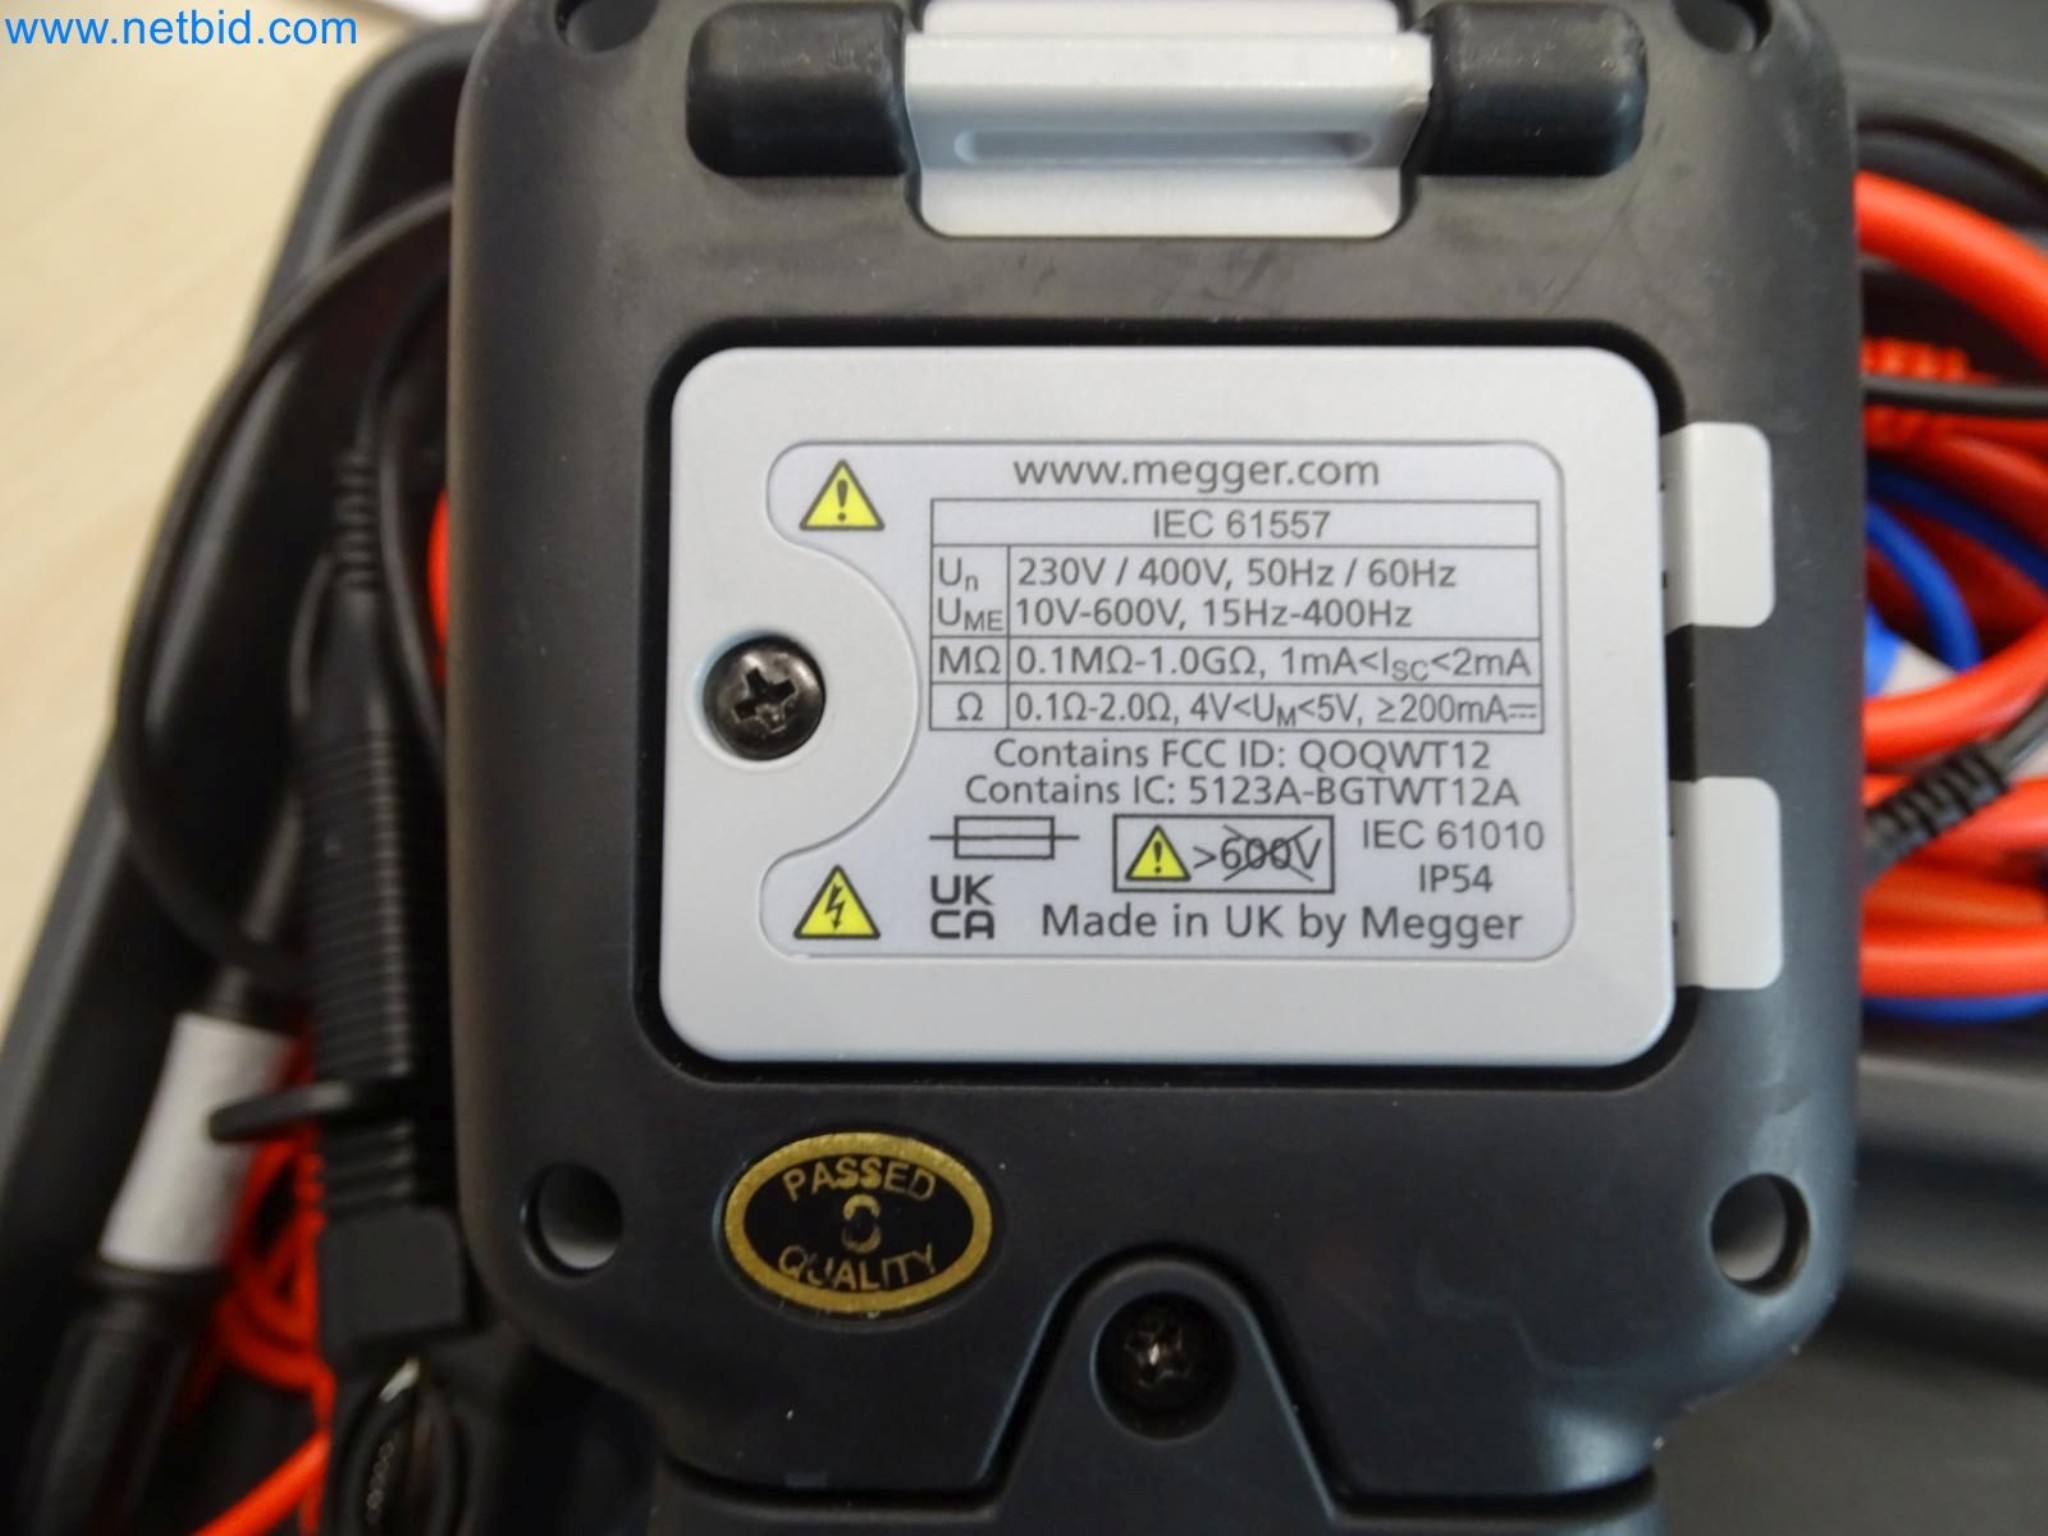 www.netbid.com
www.megger.com
IEC 61557
Un 230V / 400V, 50Hz / 60Hz
UME 10V-600V, 15Hz-400Hz
MΩ 0.1MΩ-1.0GΩ, 1mA<ISC<2mA
Ω 0.1Ω-2.0Ω, 4V<UM<5V, ≥200mA⎓
Contains FCC ID: QOQWT12
Contains IC: 5123A-BGTWT12A
>600V IEC 61010
IP54
UK
CA Made in UK by Megger
PASSED
8
QUALITY